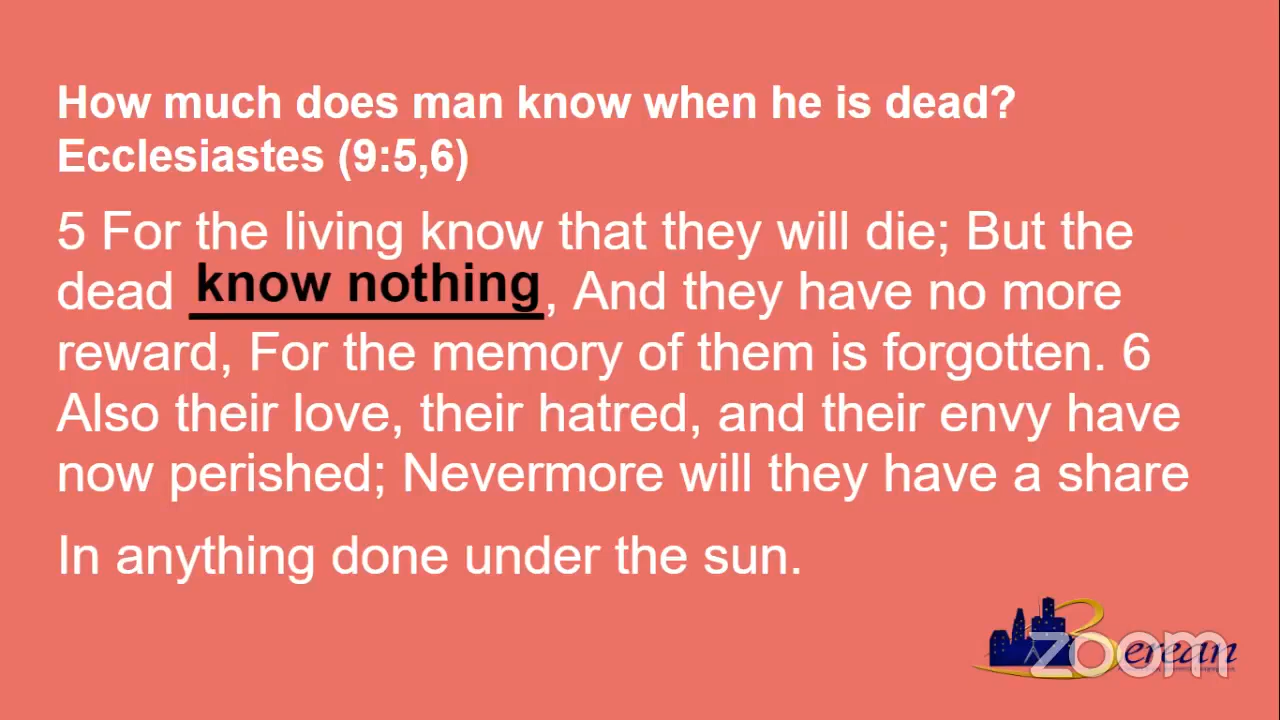 How much does man know when he is dead?
Ecclesiastes (9:5,6)
5 For the living know that they will die; But the
dead know nothing, And they have no more
reward, For the memory of them is forgotten. 6
Also their love, their hatred, and their envy have
now perished; Nevermore will they have a share
In anything done under the sun.
Berean
zoom